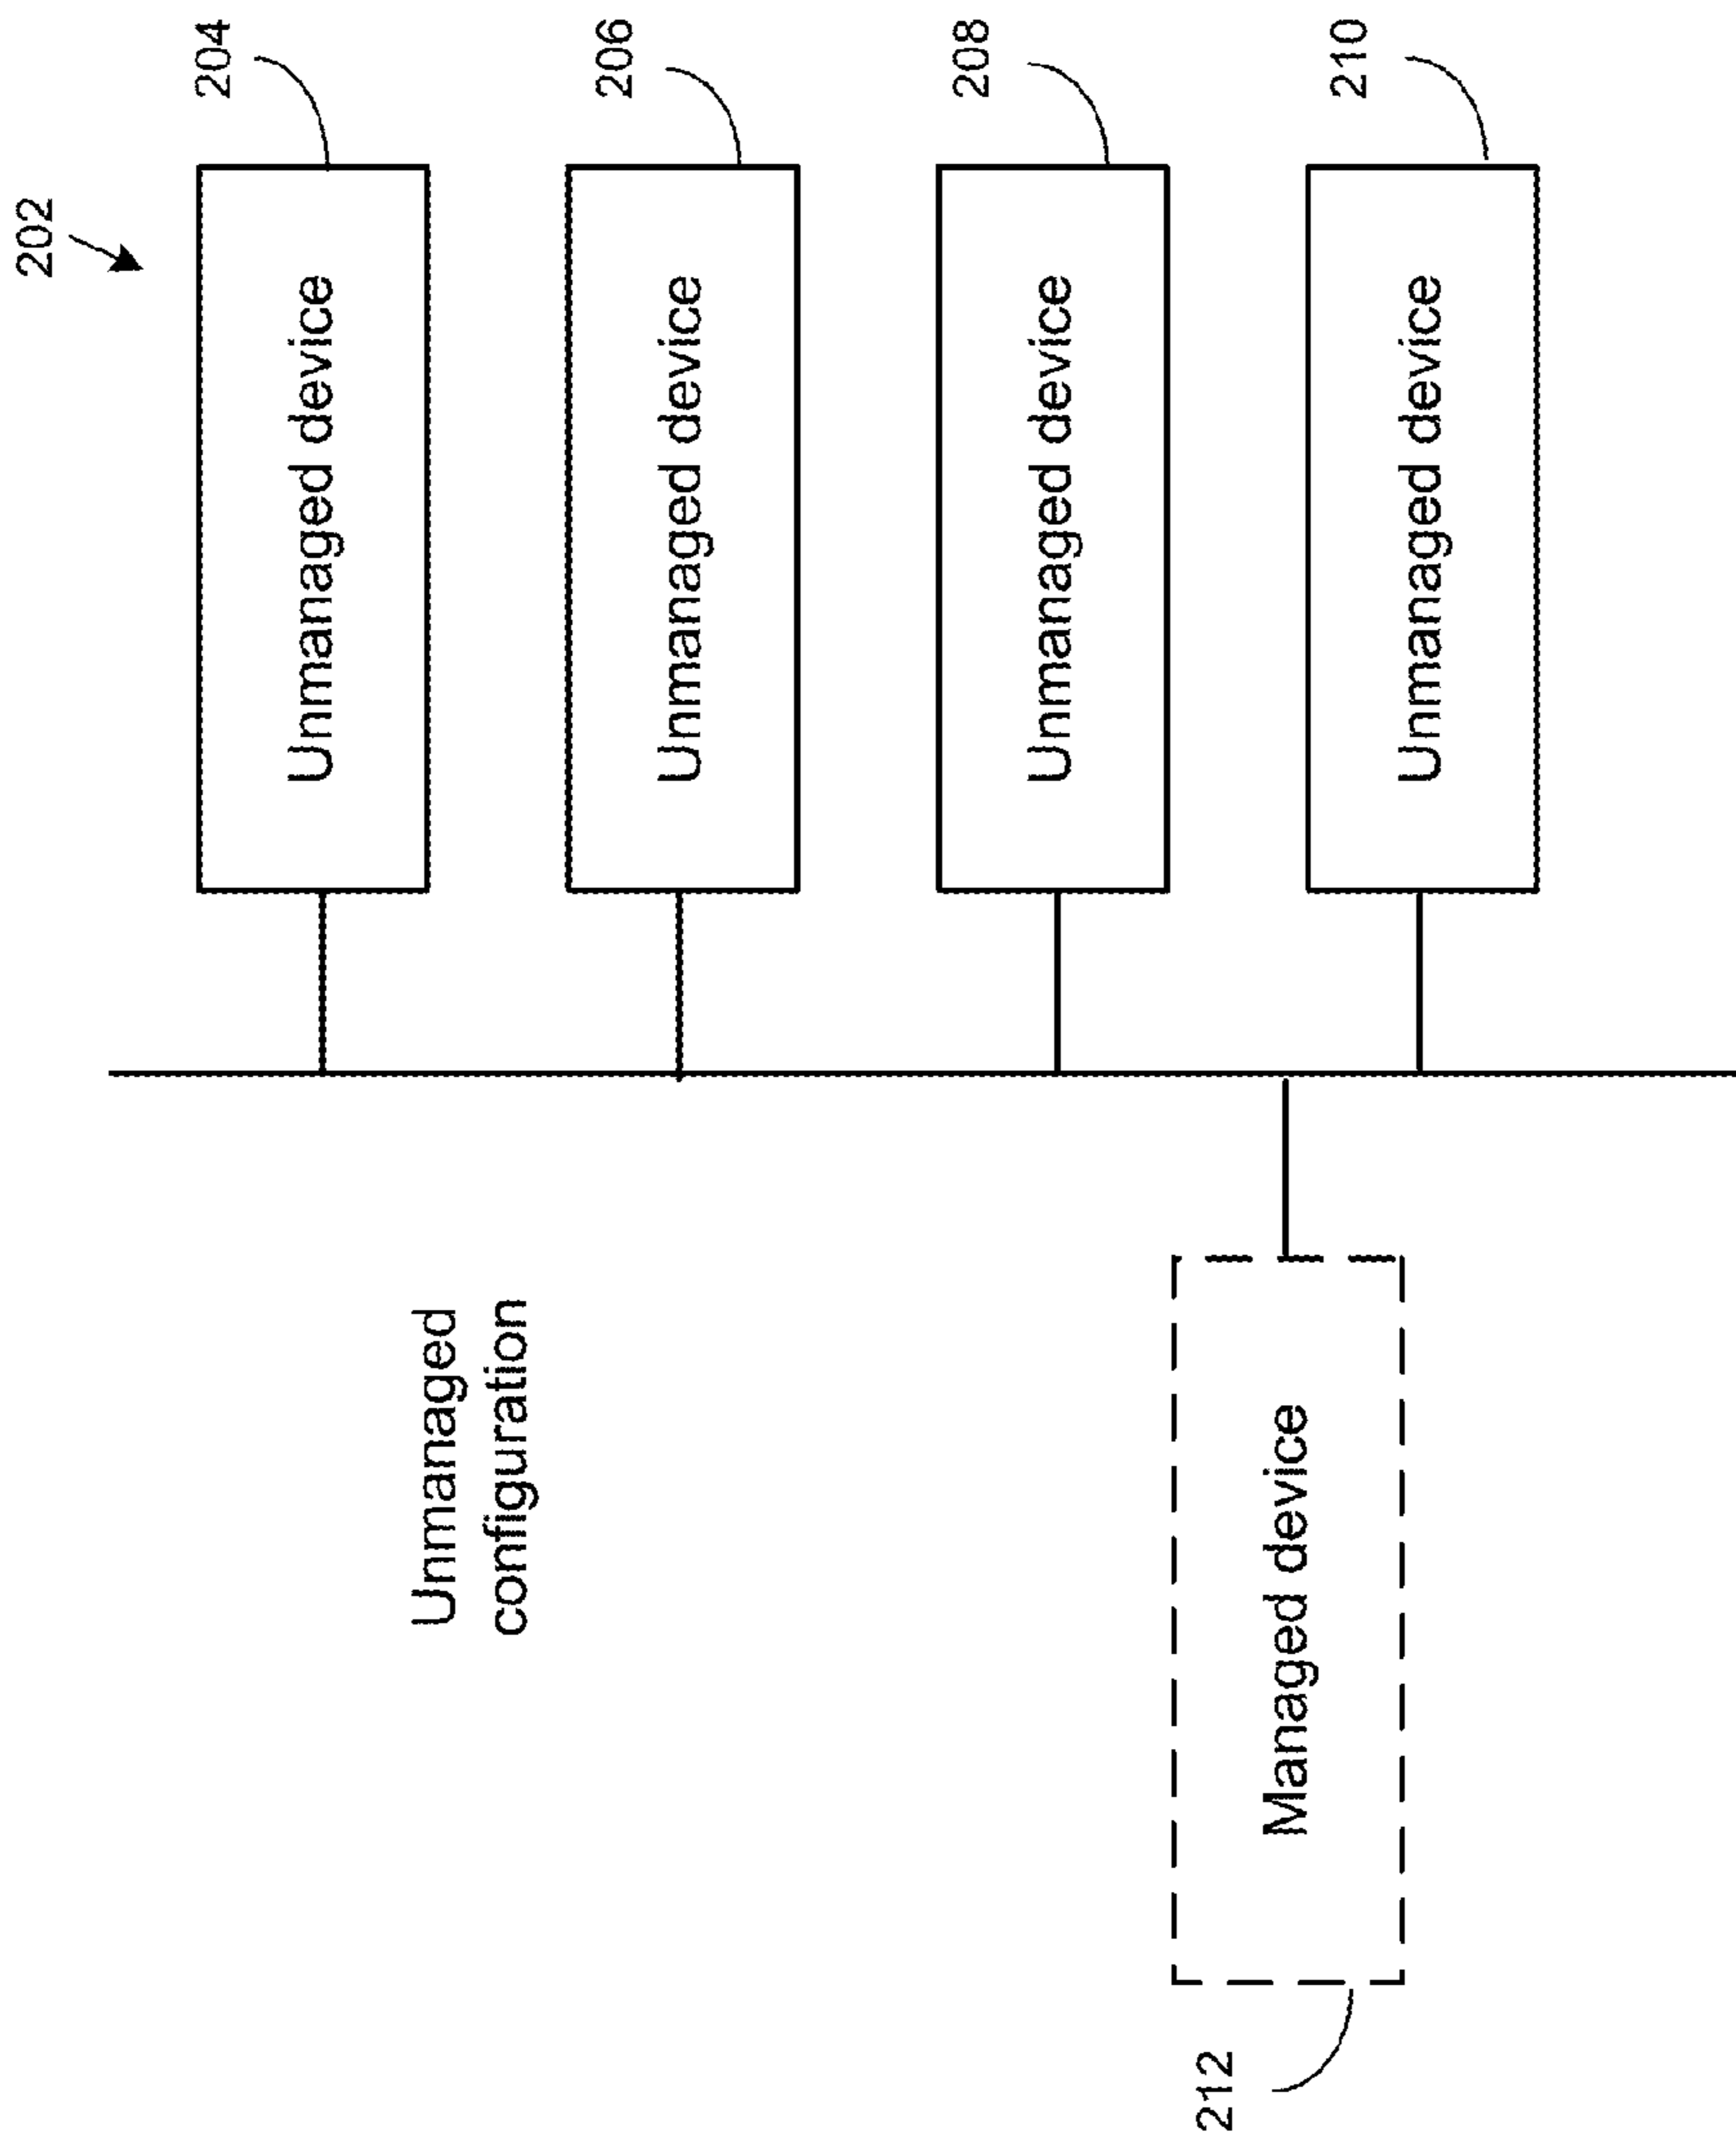 202
204
Unmanaged device
206
Unmanaged device
208
Unmanaged device
210
Unmanaged device
Unmanaged
configuration
Managed device
212